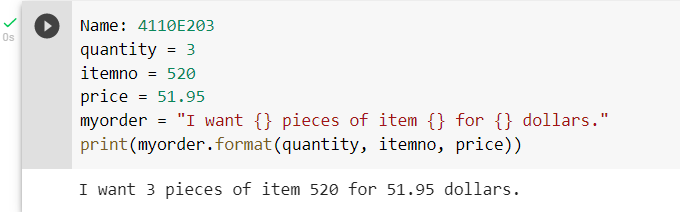 Name: 4110E203
0s
quantity = 3
itemno = 520
price = 51.95
myorder = "I want {} pieces of item {} for {} dollars."
print(myorder.format(quantity, itemno, price))
I want 3 pieces of item 520 for 51.95 dollars.